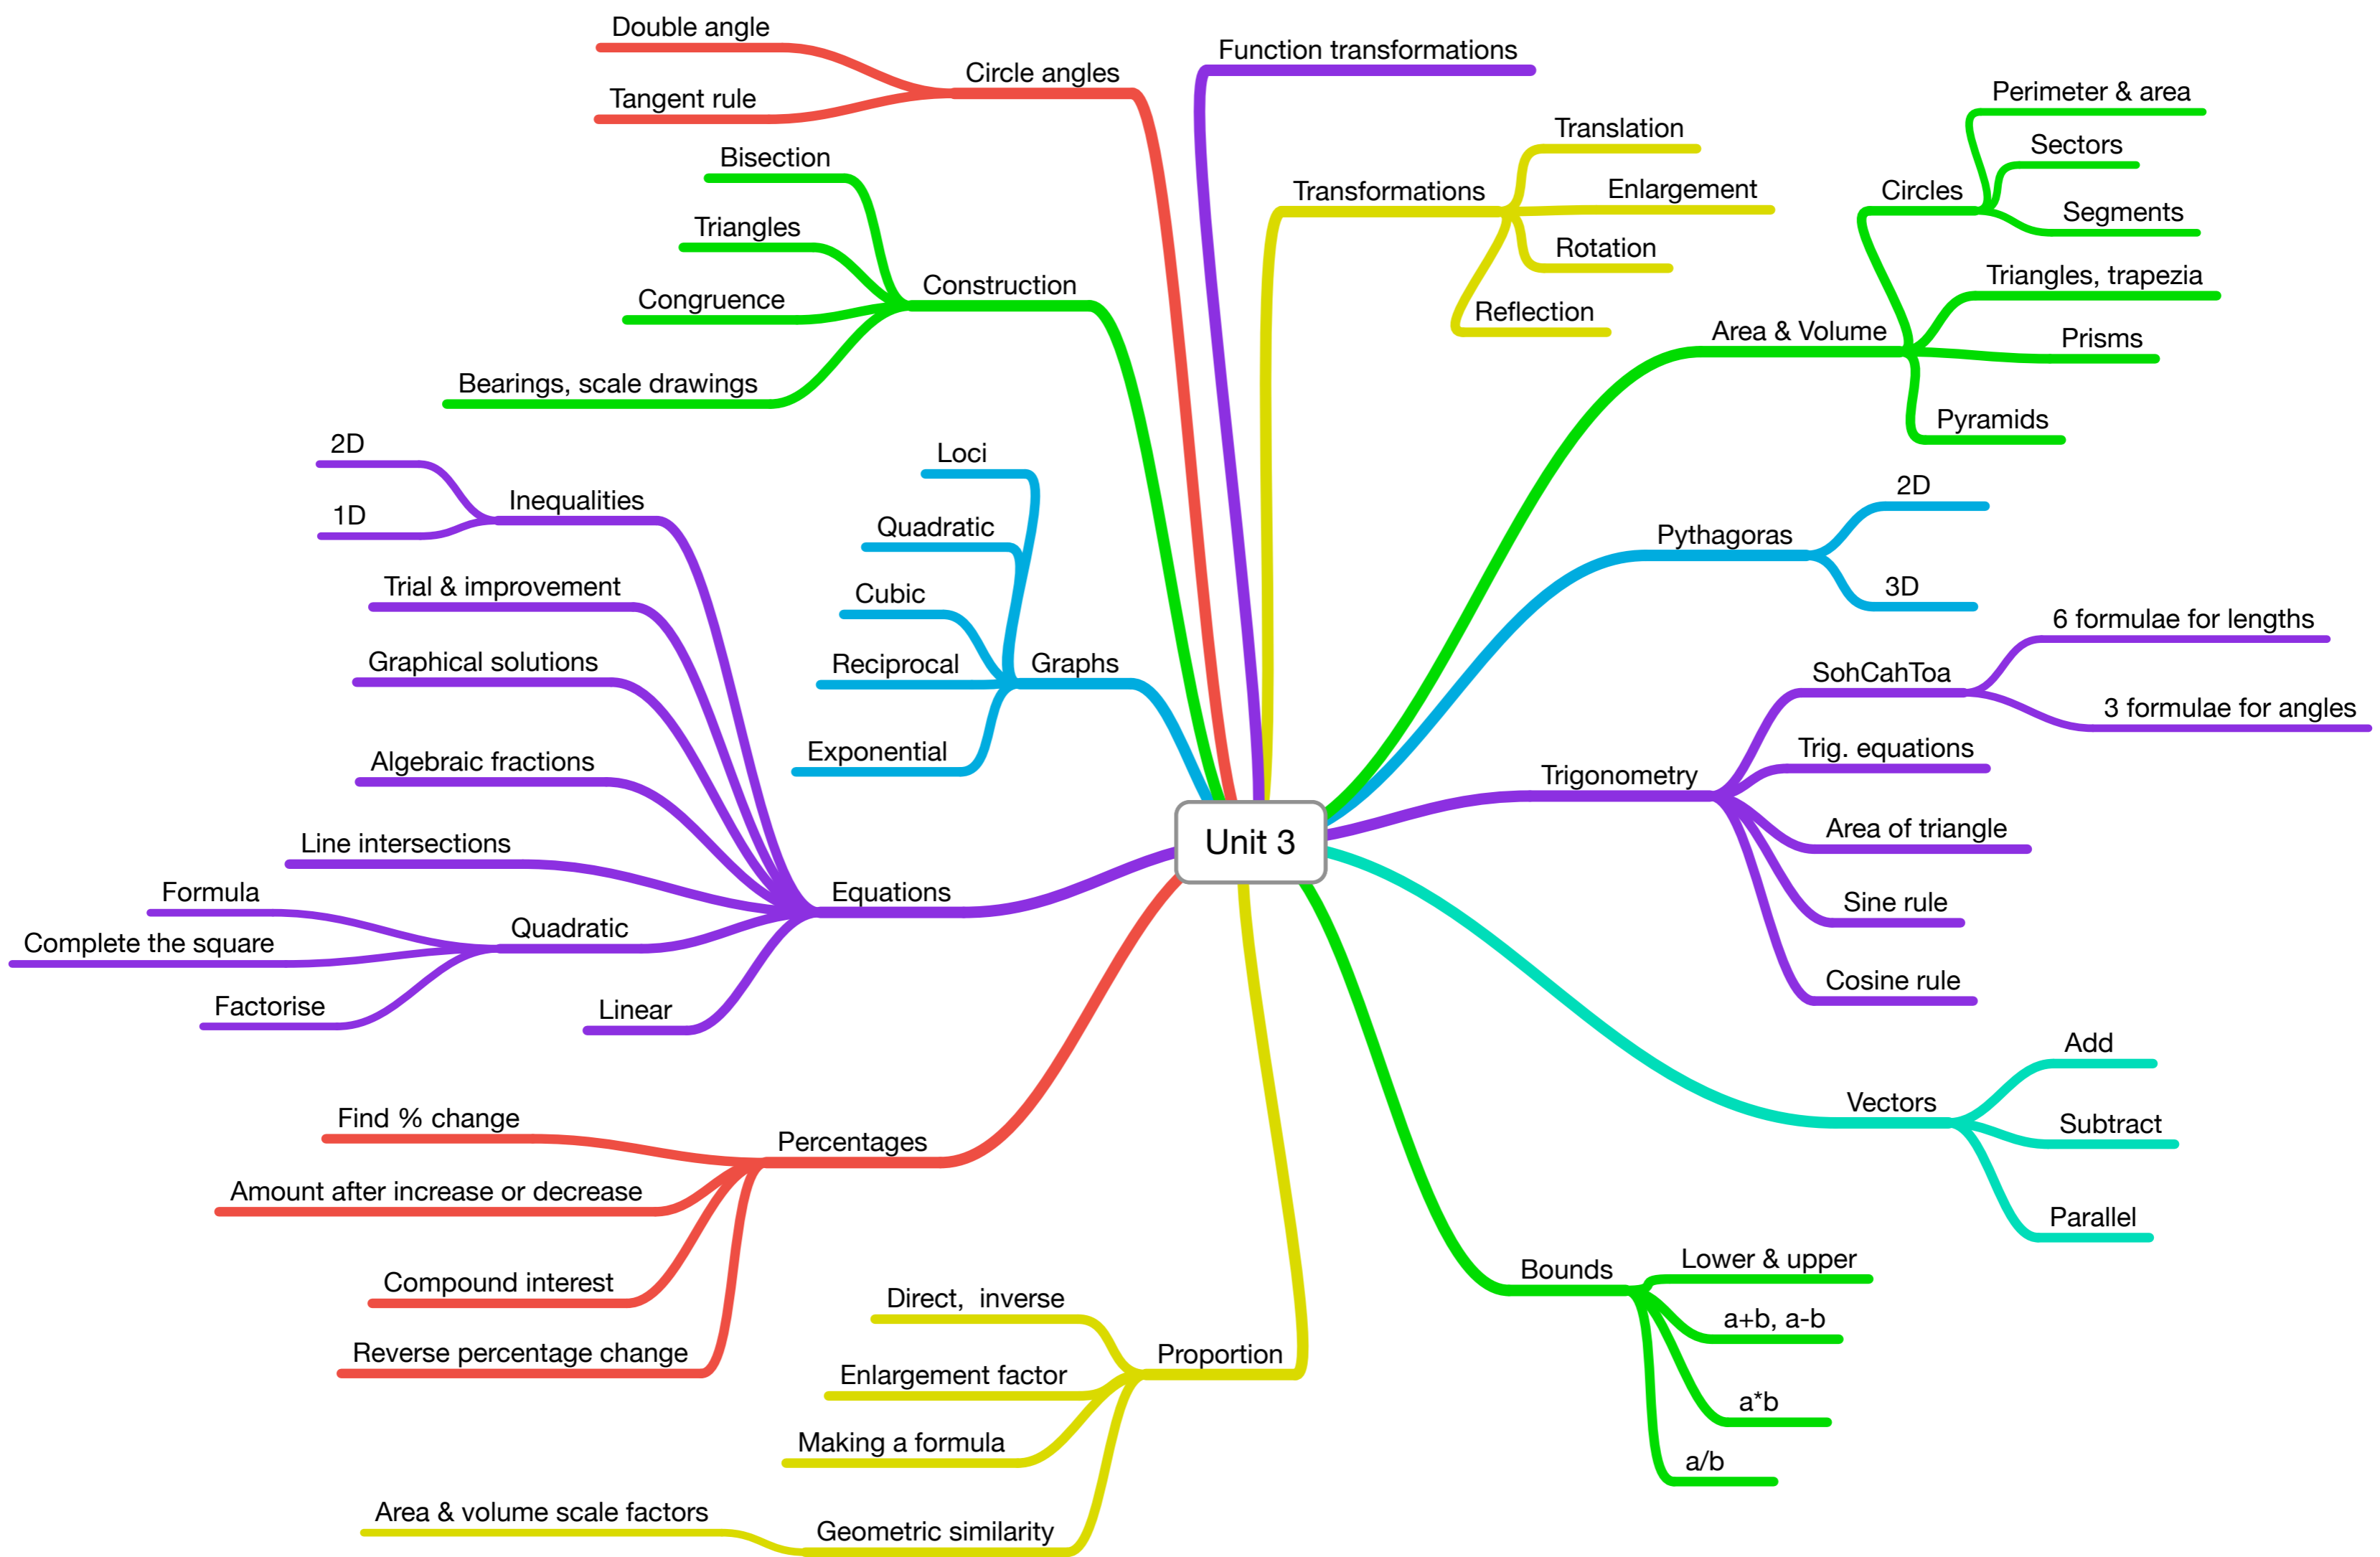 Unit 3
Function transformations
Transformations
Translation
Enlargement
Rotation
Reflection
Area & Volume
Circles
Perimeter & area
Sectors
Segments
Triangles, trapezia
Prisms
Pyramids
Pythagoras
2D
3D
Trigonometry
SohCahToa
6 formulae for lengths
3 formulae for angles
Trig. equations
Area of triangle
Sine rule
Cosine rule
Vectors
Add
Subtract
Parallel
Bounds
Lower & upper
a+b, a-b
a*b
a/b
Proportion
Direct,  inverse
Enlargement factor
Making a formula
Geometric similarity
Area & volume scale factors
Percentages
Find % change
Amount after increase or decrease
Compound interest
Reverse percentage change
Equations
Inequalities
2D
1D
Trial & improvement
Graphical solutions
Algebraic fractions
Line intersections
Quadratic
Formula
Complete the square
Factorise
Linear
Graphs
Loci
Quadratic
Cubic
Reciprocal
Exponential
Construction
Bisection
Triangles
Congruence
Bearings, scale drawings
Circle angles
Double angle
Tangent rule